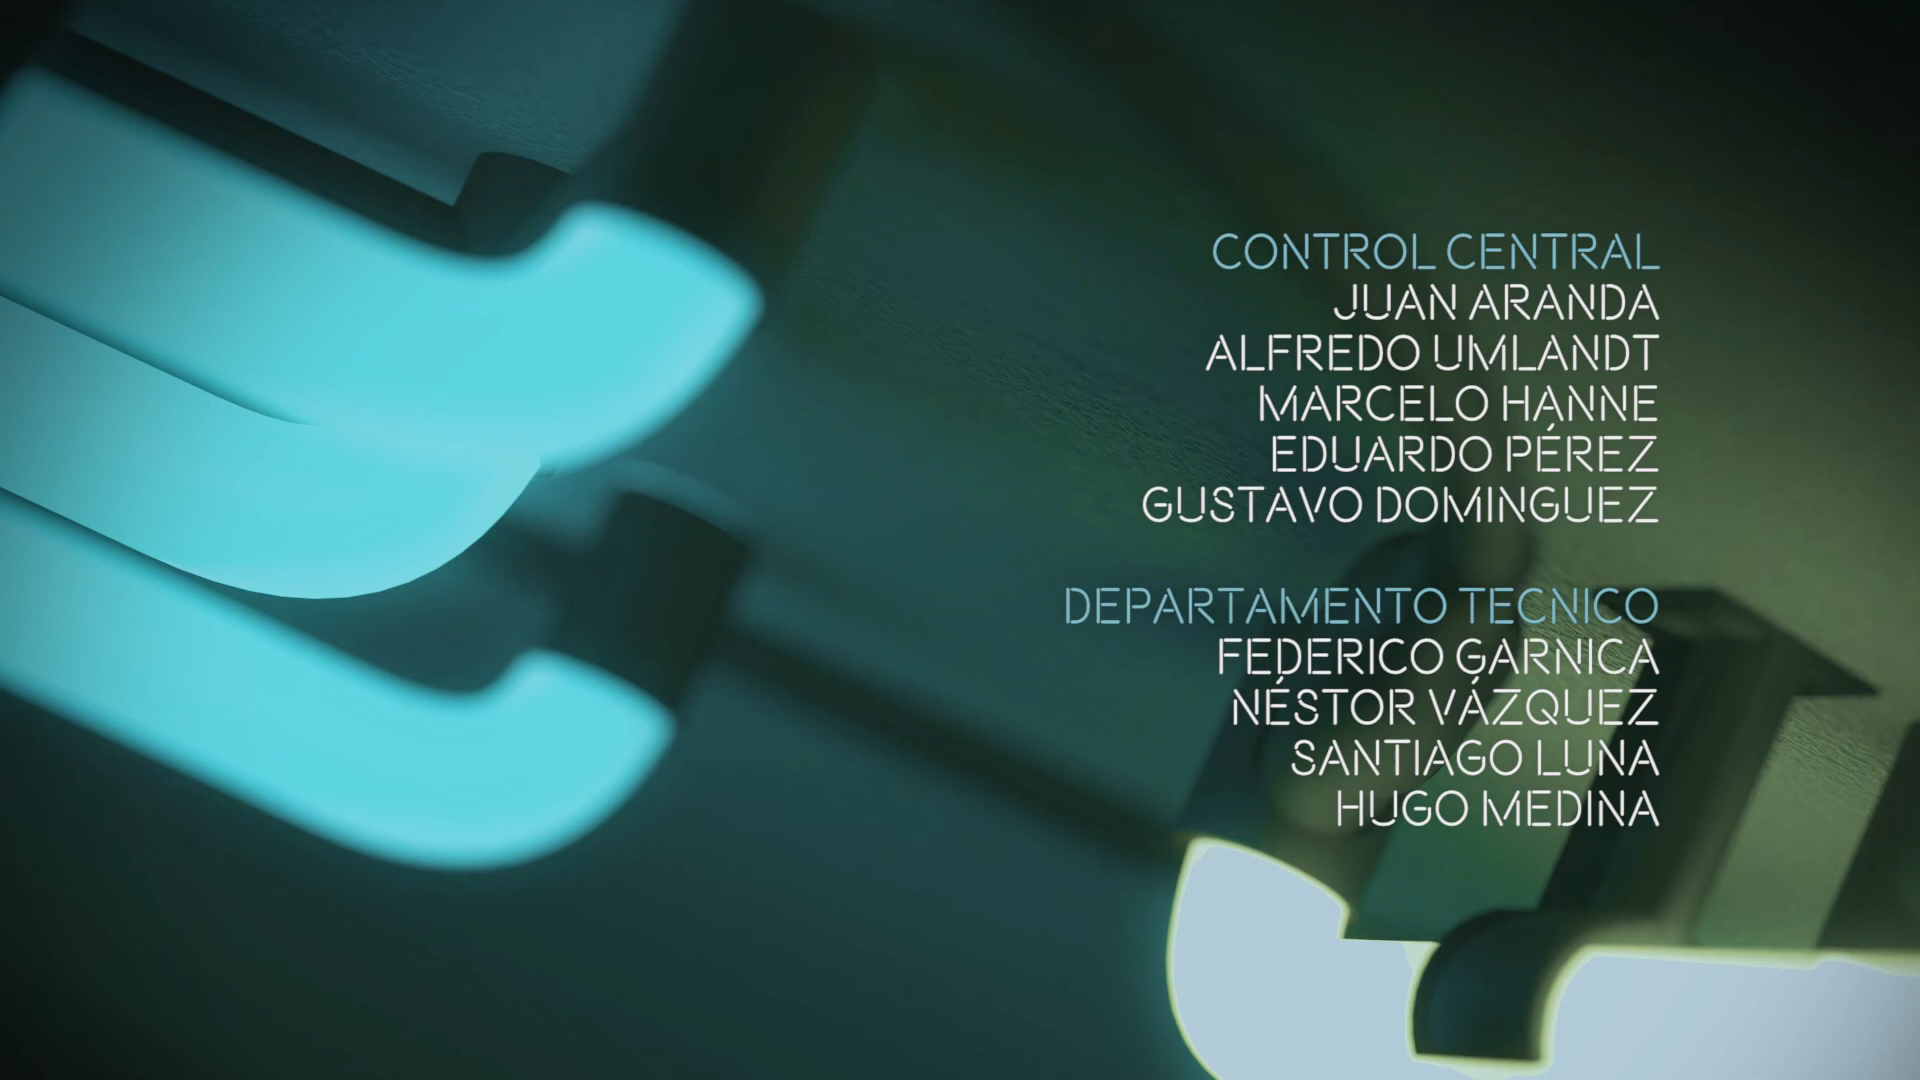 CONTROL CENTRAL
JUAN ARANDA
ALFREDO UMLANDT
MARCELO HANNE
EDUARDO PÉREZ
GUSTAVO DOMINGUEZ
DEPARTAMENTO TECNICO
FEDERICO GARNICA
NÉSTOR VÁZQUEZ
SANTIAGO LUNA
HUGO MEDINA